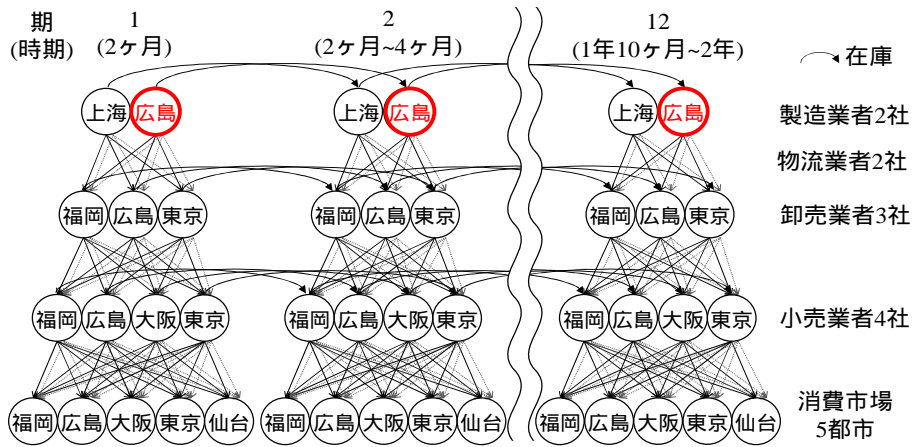 期
(時期)
1
(2ヶ月)
2
(2ヶ月~4ヶ月)
12
(1年10ヶ月~2年)
在庫
上海 広島 上海 広島 上海 広島 製造業者2社
物流業者2社
福岡 広島 東京 福岡 広島 東京 福岡 広島 東京 卸売業者3社
福岡 広島 大阪 東京 福岡 広島 大阪 東京 福岡 広島 大阪 東京 小売業者4社
福岡 広島 大阪 東京 仙台 福岡 広島 大阪 東京 仙台 福岡 広島 大阪 東京 仙台 消費市場
5都市